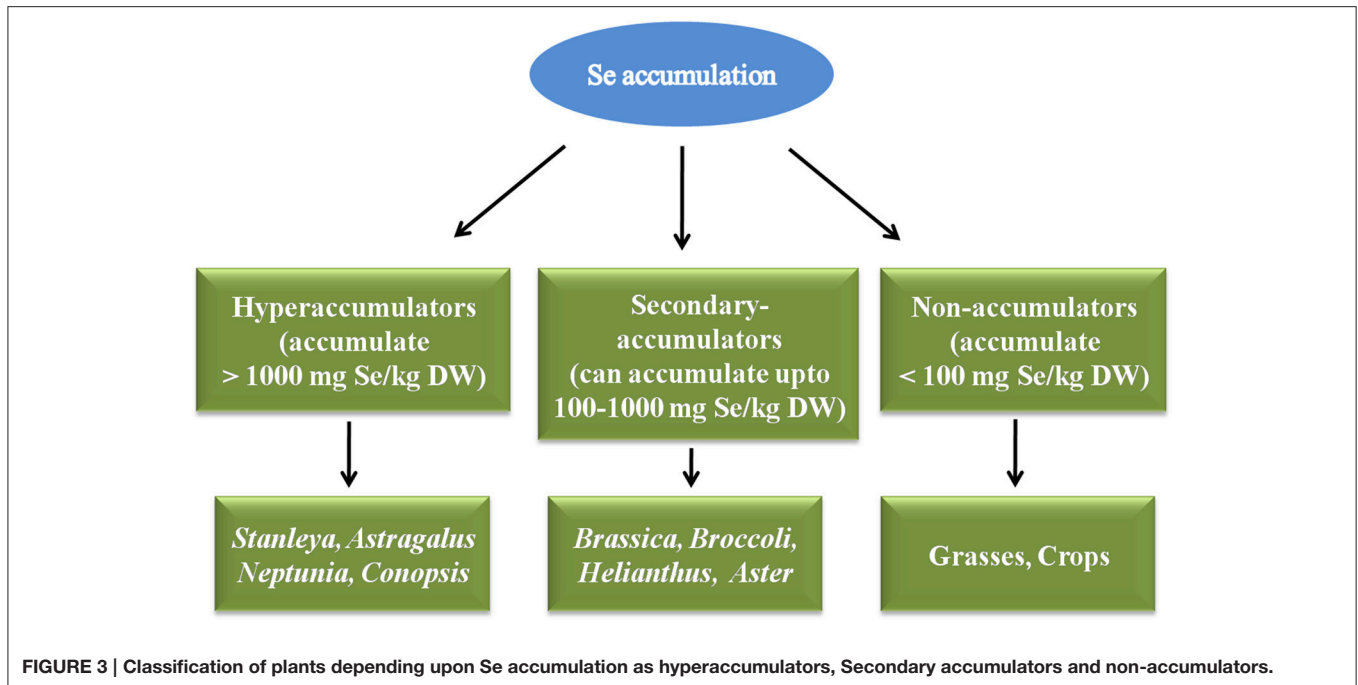 Se accumulation
Hyperaccumulators
(accumulate
> 1000 mg Se/kg DW)
Secondary-
accumulators
(can accumulate upto
100-1000 mg Se/kg DW)
Non-accumulators
(accumulate
< 100 mg Se/kg DW)
Stanleya, Astragalus
Neptunia, Conopsis
Brassica, Broccoli,
Helianthus, Aster
Grasses, Crops
FIGURE 3 | Classification of plants depending upon Se accumulation as hyperaccumulators, Secondary accumulators and non-accumulators.